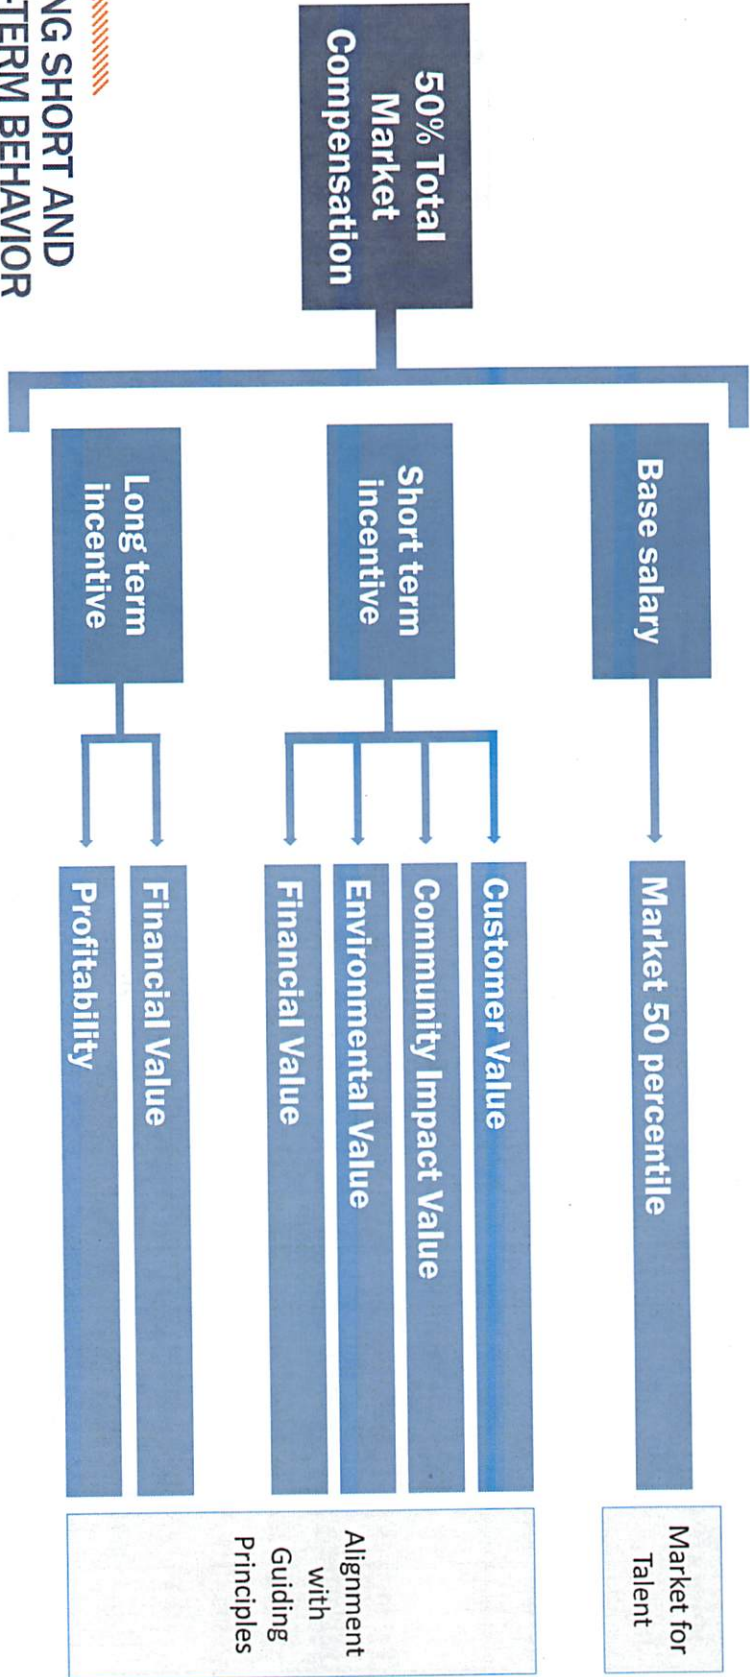 50% Total
Market
Compensation
Base salary
Market 50 percentile
Market for
Talent
Short term
incentive
Customer Value
Community Impact Value
Environmental Value
Financial Value
Long term
incentive
Financial Value
Profitability
Alignment
with
Guiding
Principles
NG SHORT AND
-TERM BEHAVIOR